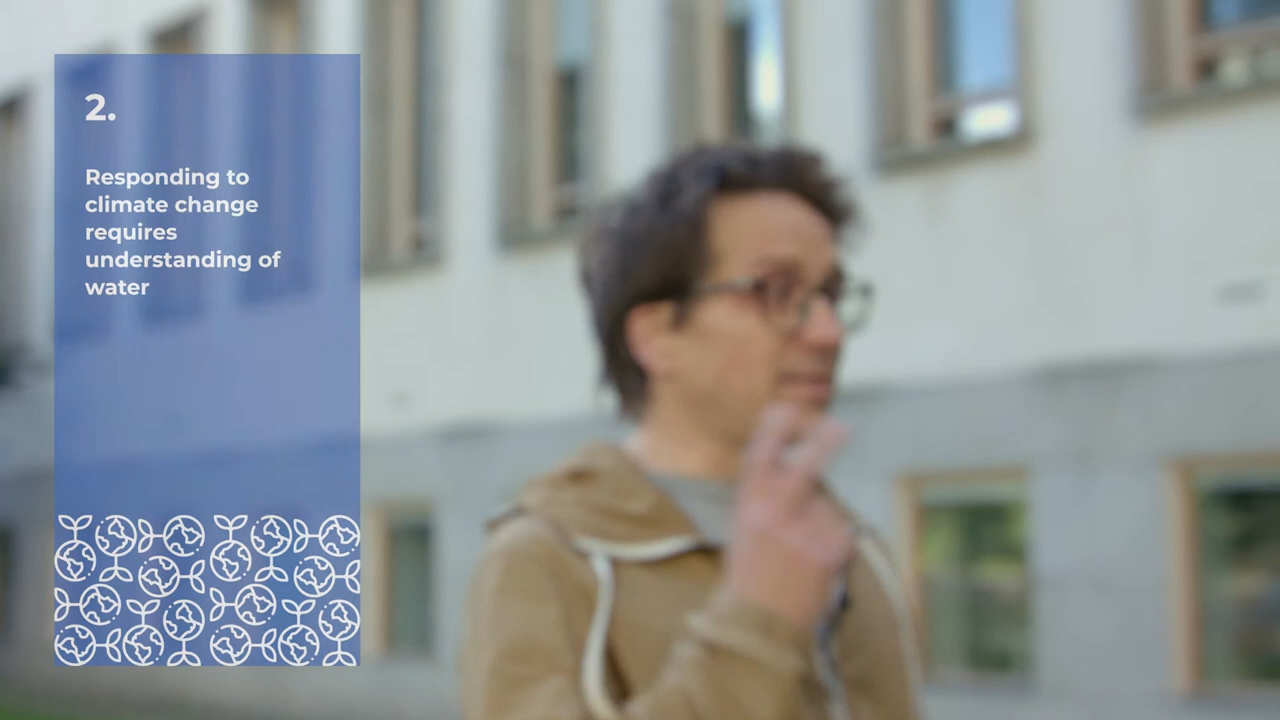 2.
Responding to
climate change
requires
understanding of
water